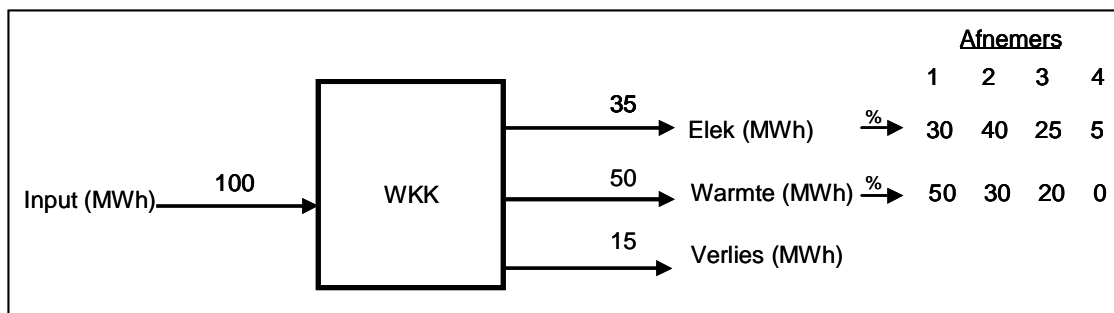 Afnemers
1 2 3 4
35
Elek (MWh) % 30 40 25 5
100
Input (MWh)
WKK
50
Warmte (MWh) % 50 30 20 0
15
Verlies (MWh)